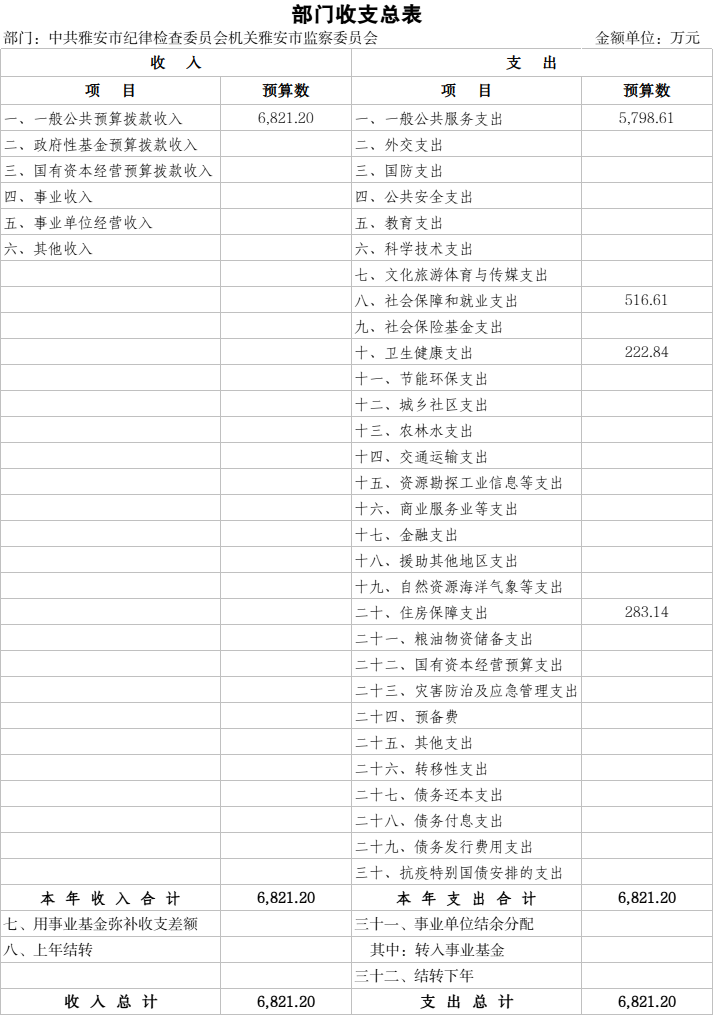 部门收支总表
部门：中共雅安市纪律检查委员会机关雅安市监察委员会 金额单位：万元
收 入 支 出
项 目 预算数 项 目 预算数
一、一般公共预算拨款收入 6,821.20 一、一般公共服务支出 5,798.61
二、政府性基金预算拨款收入 二、外交支出
三、国有资本经营预算拨款收入 三、国防支出
四、事业收入 四、公共安全支出
五、事业单位经营收入 五、教育支出
六、其他收入 六、科学技术支出
七、文化旅游体育与传媒支出
八、社会保障和就业支出 516.61
九、社会保险基金支出
十、卫生健康支出 222.84
十一、节能环保支出
十二、城乡社区支出
十三、农林水支出
十四、交通运输支出
十五、资源勘探工业信息等支出
十六、商业服务业等支出
十七、金融支出
十八、援助其他地区支出
十九、自然资源海洋气象等支出
二十、住房保障支出 283.14
二十一、粮油物资储备支出
二十二、国有资本经营预算支出
二十三、灾害防治及应急管理支出
二十四、预备费
二十五、其他支出
二十六、转移性支出
二十七、债务还本支出
二十八、债务付息支出
二十九、债务发行费用支出
三十、抗疫特别国债安排的支出
本 年 收 入 合 计 6,821.20 本 年 支 出 合 计 6,821.20
七、用事业基金弥补收支差额 三十一、事业单位结余分配
八、上年结转 其中：转入事业基金
三十二、结转下年
收 入 总 计 6,821.20 支 出 总 计 6,821.20